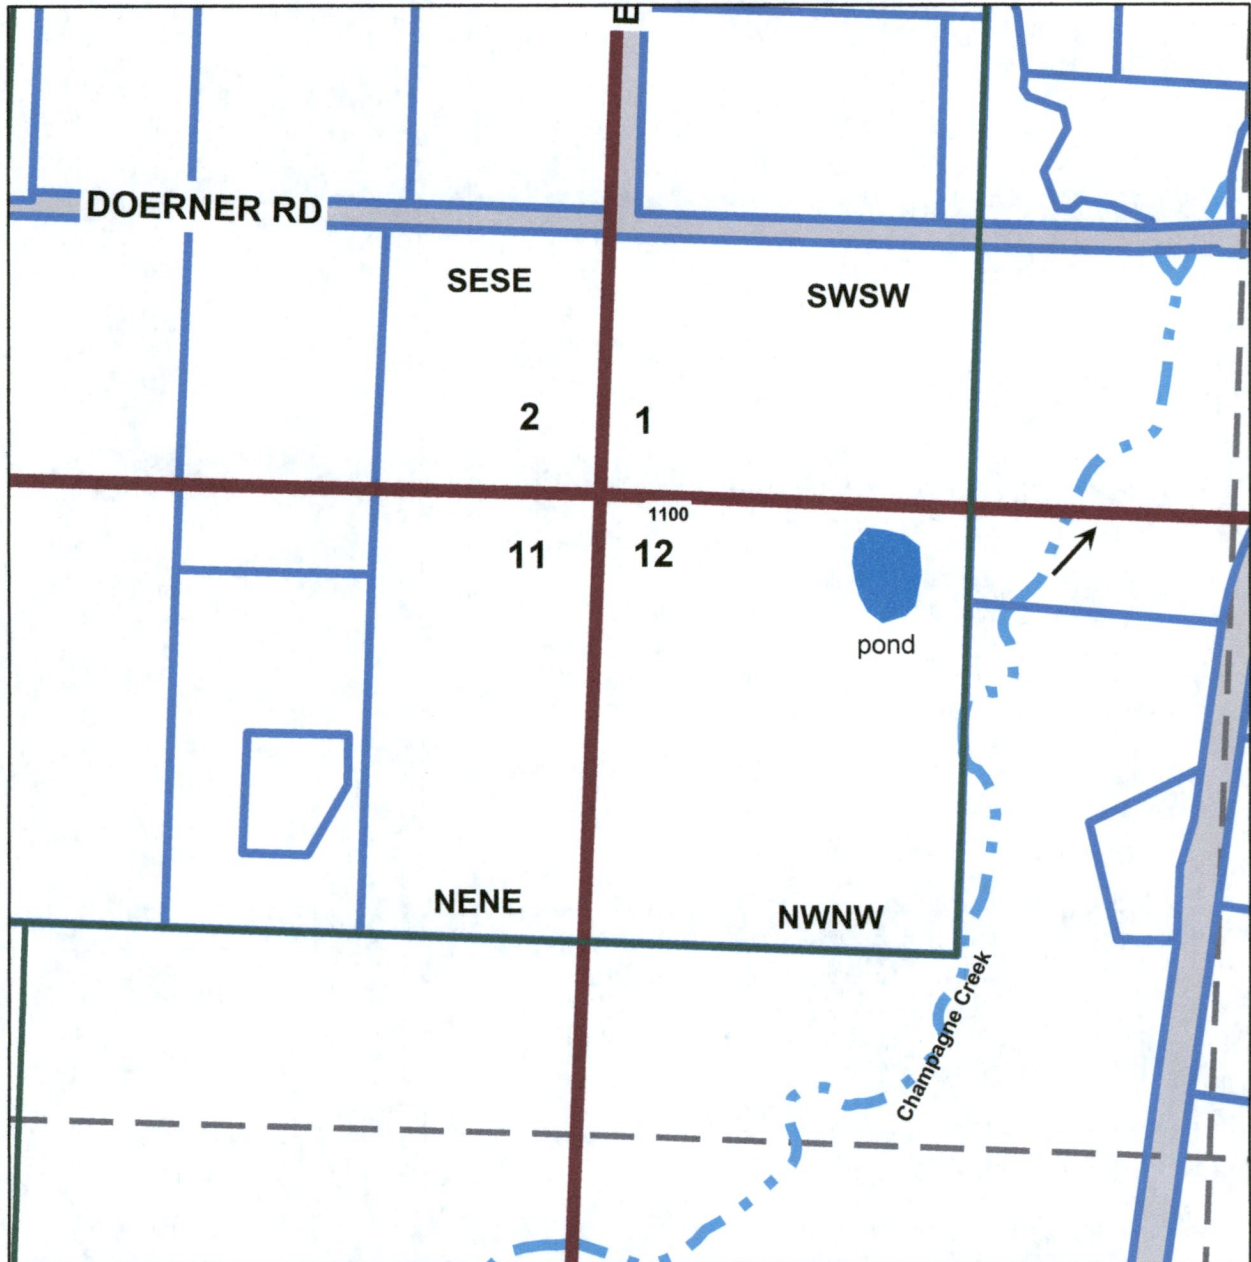 E
DOERNER RD
SESE
SWSW
2
1
1100
11
12
pond
NENE
NWNW
Champagne Creek